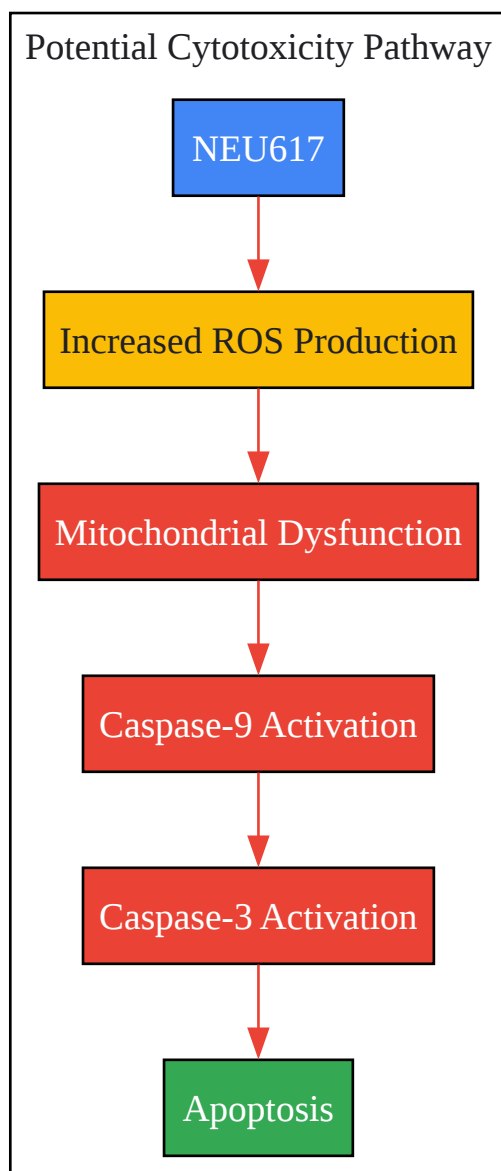 Potential Cytotoxicity Pathway
NEU617
Increased ROS Production
Mitochondrial Dysfunction
Caspase-9 Activation
Caspase-3 Activation
Apoptosis